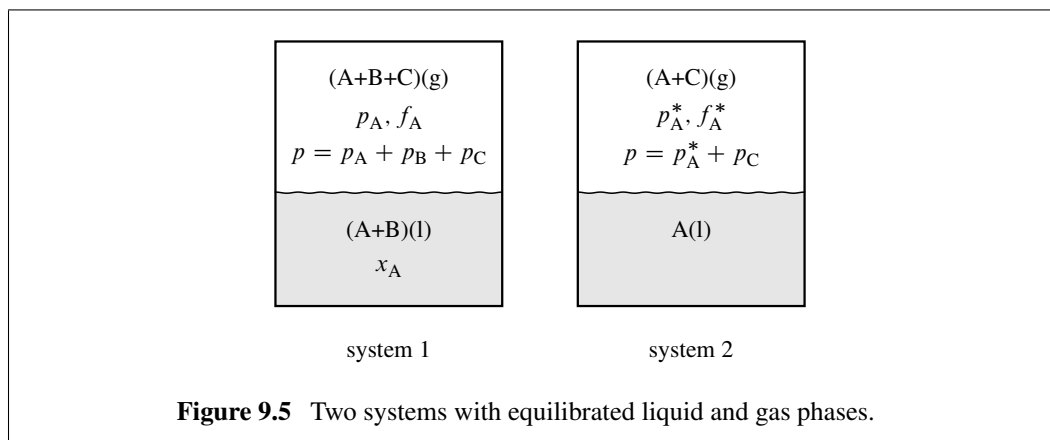 (A+B+C)(g)
p_A, f_A
p = p_A + p_B + p_C
(A+B)(l)
x_A
system 1
(A+C)(g)
p*_A, f*_A
p = p*_A + p_C
A(l)
system 2
Figure 9.5 Two systems with equilibrated liquid and gas phases.